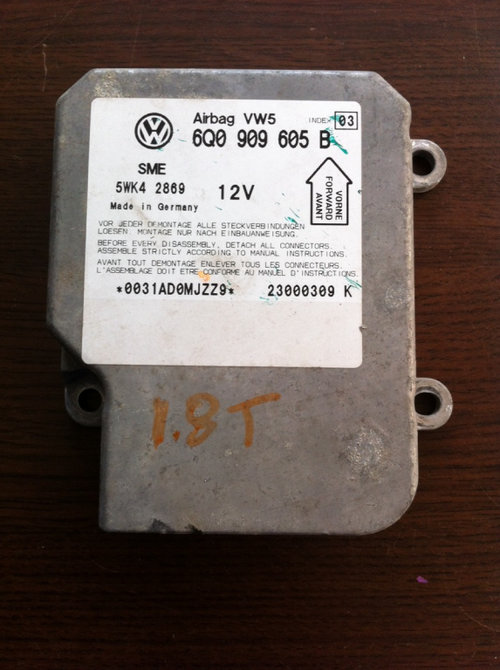 Airbag VW5 INDEX 03
6Q0 909 605 B
SME
5WK4 2869 12V
Made in Germany
VORNE
FORWARD
AVANT
VOR JEDER DEMONTAGE ALLE STECKVERBINDUNGEN
LOESEN. MONTAGE NUR NACH EINBAUANWEISUNG.
BEFORE EVERY DISASSEMBLY, DETACH ALL CONNECTORS.
ASSEMBLE STRICTLY ACCORDING TO MANUAL INSTRUCTIONS.
AVANT TOUT DEMONTAGE ENLEVER TOUS LES CONNECTEURS.
L'ASSEMBLAGE DOIT ETRE CONFORME AU MANUEL D'INSTRUCTIONS.
*0031AD0MJZZ9* 23000309 K
1.8T